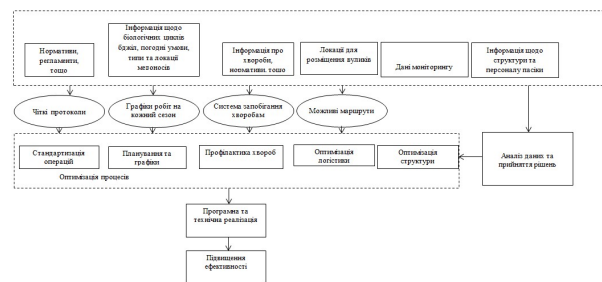 Нормативи,
регламенти,
тощо
Інформація щодо
біологічних циклів
бджіл, погодні умови,
типи та локації
медоносів
Інформація про
хвороби,
нормативи, тощо
Локації для
розміщення вуликів
Дані моніторингу
Інформація щодо
структури та
персоналу пасіки
Чіткі протоколи
Графіки робіт на
кожний сезон
Система запобігання
хворобам
Можливі маршрути
Стандартизація
операцій
Планування та
графіки
Профілактика хвороб
Оптимізація
логістики
Оптимізація
структури
Аналіз даних та
прийняття рішень
Оптимізація процесів
Програмна та
технічна реалізація
Підвищення
ефективності